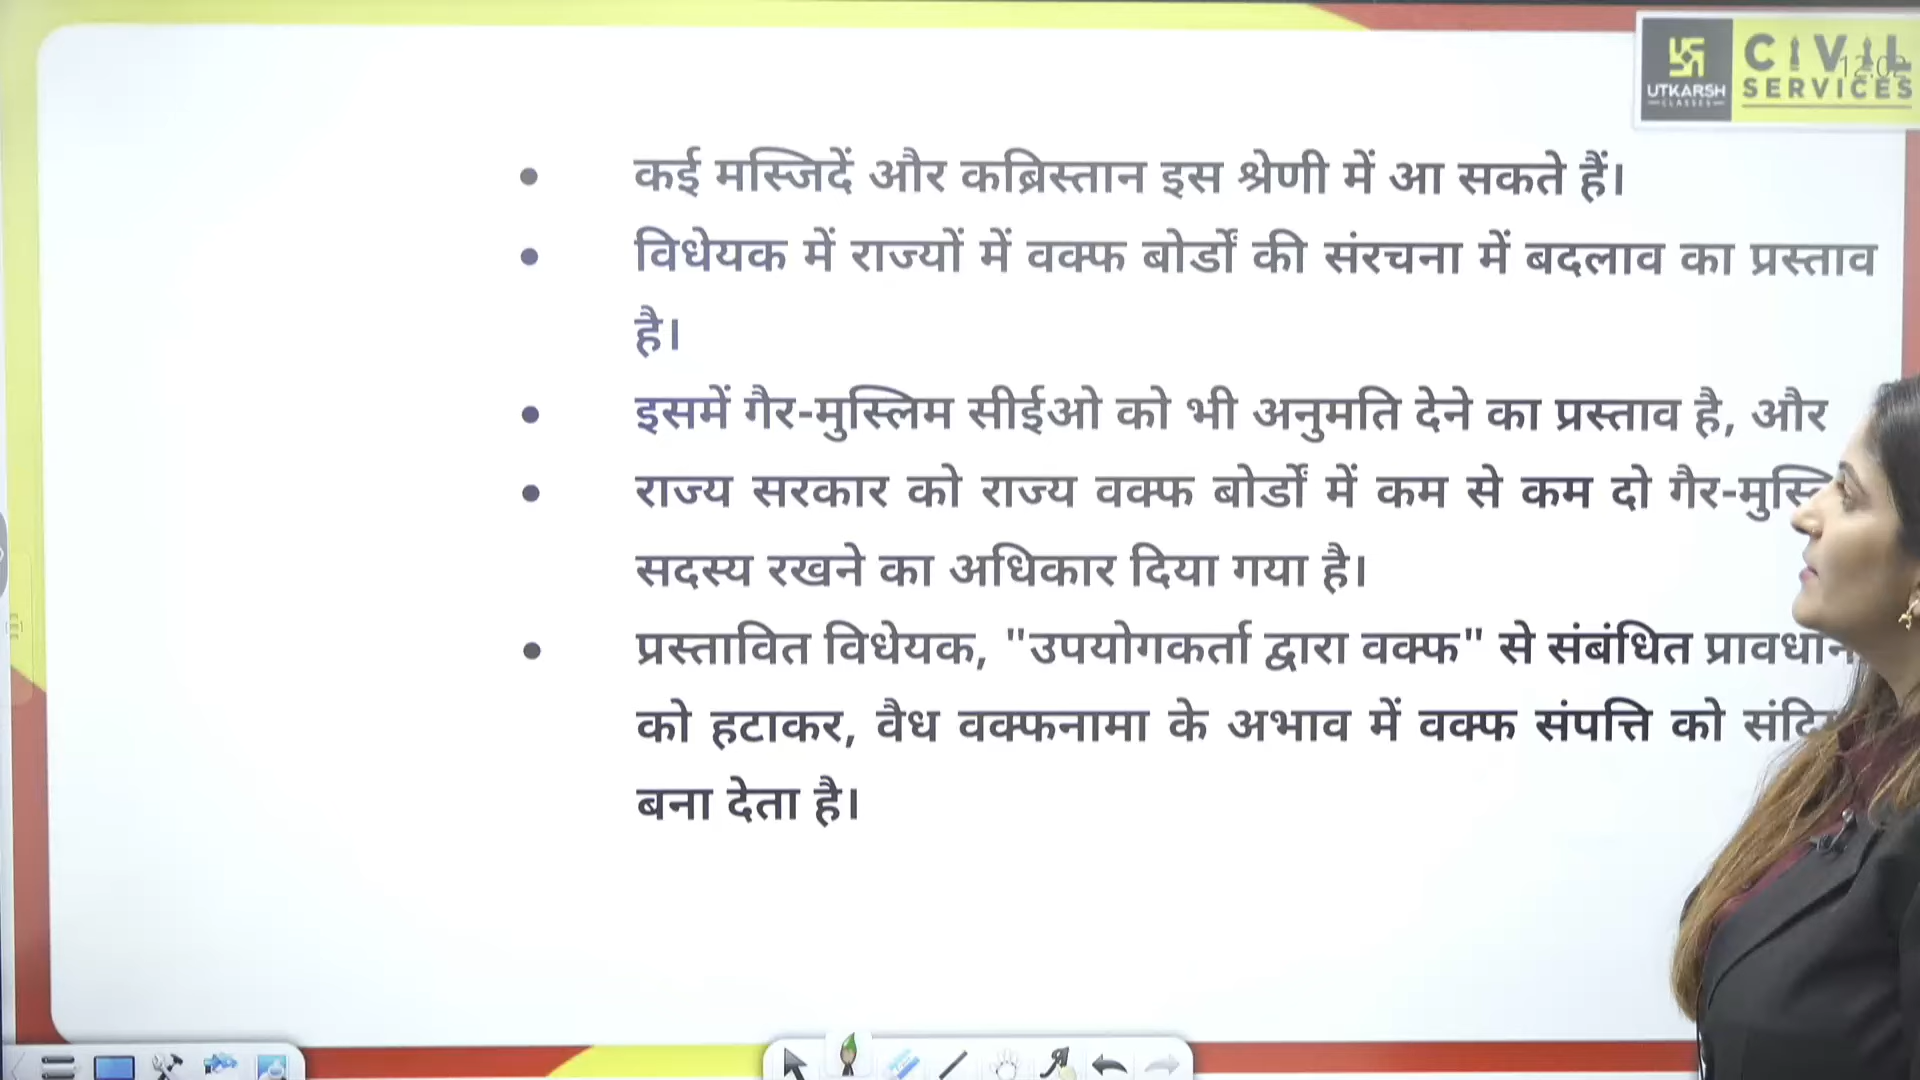 UTKARSH
CLASSES
CIVIL
SERVICES
• कई मस्जिदें और कब्रिस्तान इस श्रेणी में आ सकते हैं।
• विधेयक में राज्यों में वक्फ बोर्डों की संरचना में बदलाव का प्रस्ताव
है।
• इसमें गैर-मुस्लिम सीईओ को भी अनुमति देने का प्रस्ताव है, और
• राज्य सरकार को राज्य वक्फ बोर्डों में कम से कम दो
सदस्य रखने का अधिकार दिया गया है।
• प्रस्तावित विधेयक, "उपयोगकर्ता द्वारा वक्फ" से संबंधित
को हटाकर, वैध वक्फनामा के अभाव में वक्फ संपत्ति को
बना देता है।